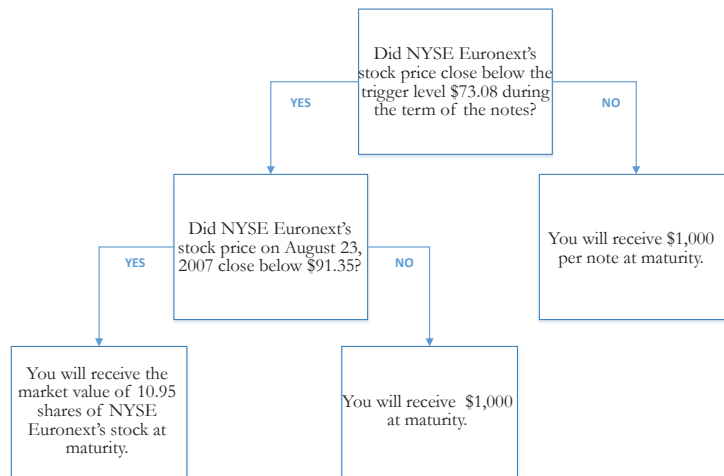 Did NYSE Euronext's
stock price close below the
trigger level $73.08 during
the term of the notes?
YES
NO
Did NYSE Euronext's
stock price on August 23,
2007 close below $91.35?
You will receive $1,000
per note at maturity.
YES
NO
You will receive the
market value of 10.95
shares of NYSE
Euronext's stock at
maturity.
You will receive $1,000
at maturity.